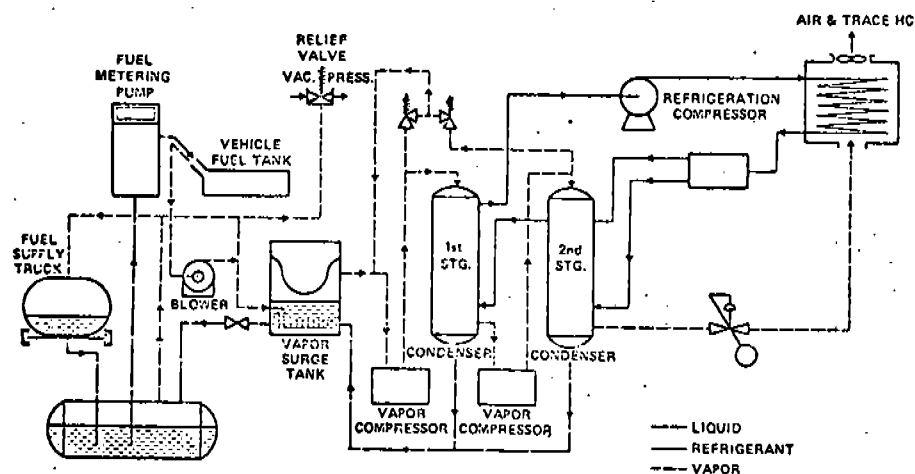 AIR & TRACE HC
RELIEF
VALVE
VAC. PRESS.
FUEL
METERING
PUMP
REFRIGERATION
COMPRESSOR
VEHICLE
FUEL TANK
FUEL
SUPPLY
TRUCK
1st
STG.
2nd
STG.
BLOWER
VAPOR
SURGE
TANK
CONDENSER
CONDENSER
VAPOR
COMPRESSOR
VAPOR
COMPRESSOR
LIQUID
REFRIGERANT
VAPOR